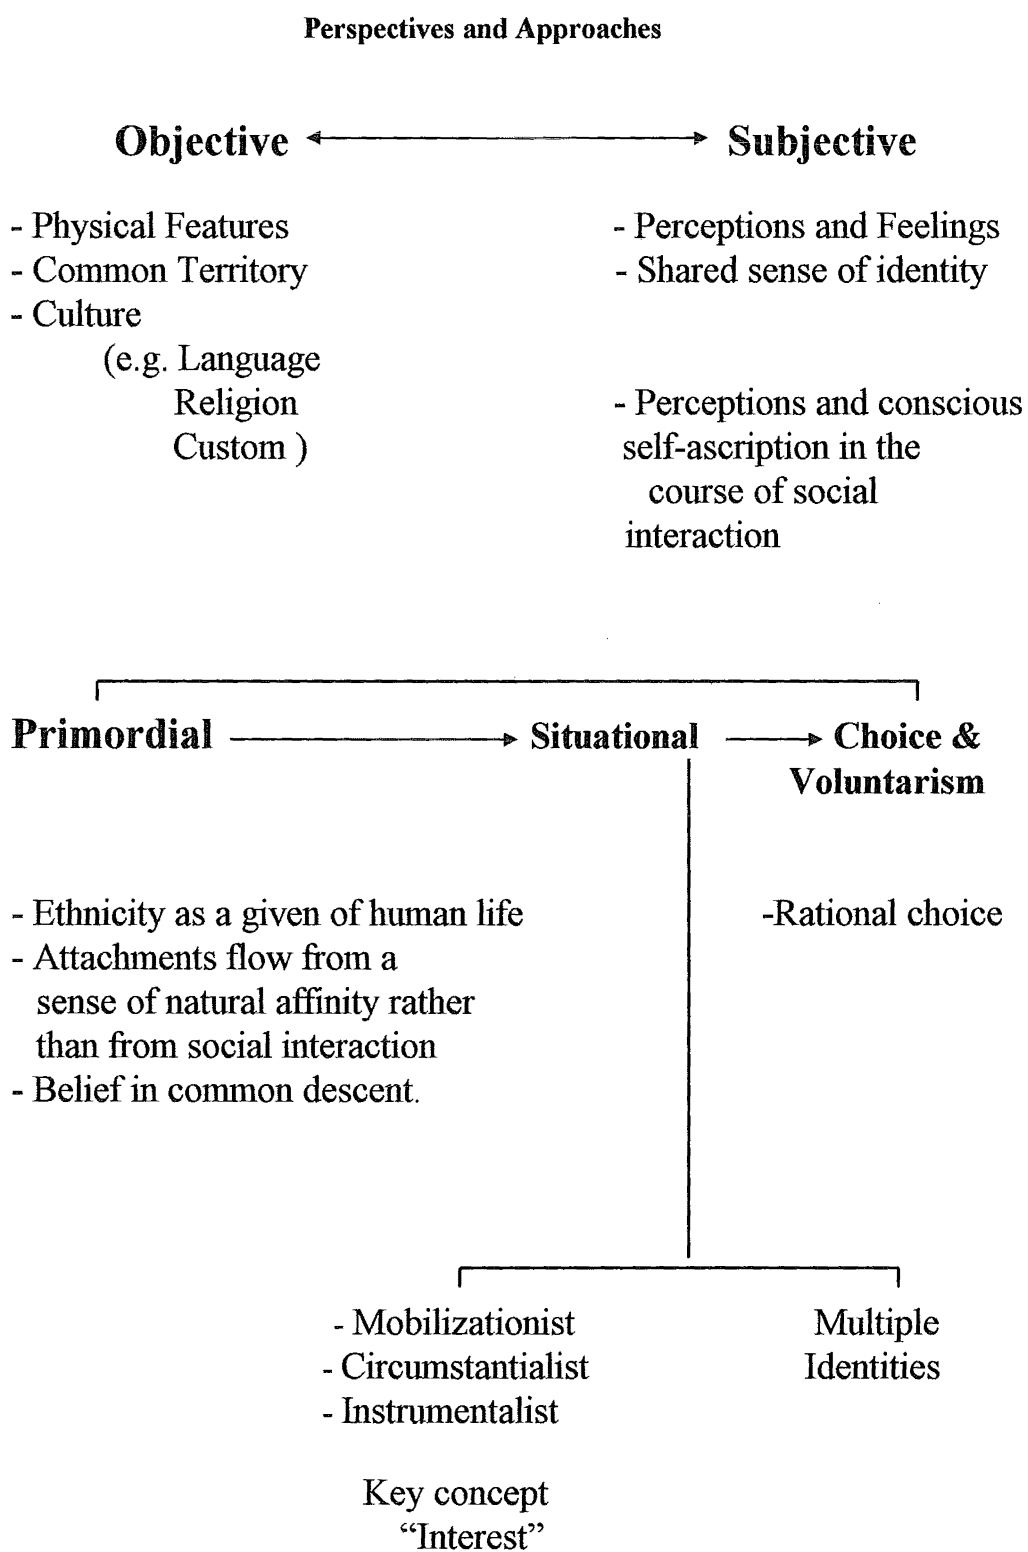 Perspectives and Approaches
Objective
Subjective
- Physical Features
- Common Territory
- Culture
(e.g. Language
Religion
Custom )
- Perceptions and Feelings
- Shared sense of identity
- Perceptions and conscious
self-ascription in the
course of social
interaction
Primordial
Situational
Choice &
Voluntarism
- Ethnicity as a given of human life
- Attachments flow from a
sense of natural affinity rather
than from social interaction
- Belief in common descent.
-Rational choice
- Mobilizationist
- Circumstantialist
- Instrumentalist
Multiple
Identities
Key concept
“Interest”